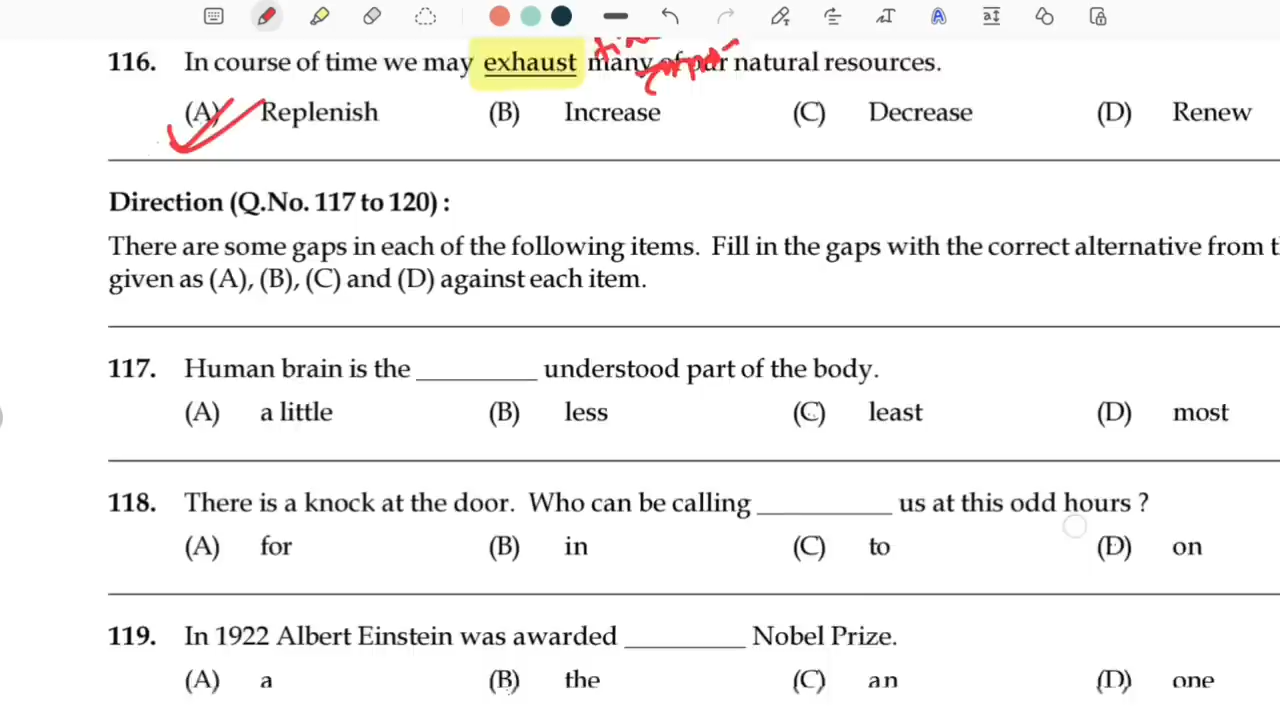 116. In course of time we may exhaust many of our natural resources.
(A) Replenish (B) Increase (C) Decrease (D) Renew
Direction (Q.No. 117 to 120) :
There are some gaps in each of the following items. Fill in the gaps with the correct alternative from
given as (A), (B), (C) and (D) against each item.
117. Human brain is the _________ understood part of the body.
(A) a little (B) less (C) least (D) most
118. There is a knock at the door. Who can be calling __________ us at this odd hours ?
(A) for (B) in (C) to (D) on
119. In 1922 Albert Einstein was awarded _________ Nobel Prize.
(A) a (B) the (C) an (D) one